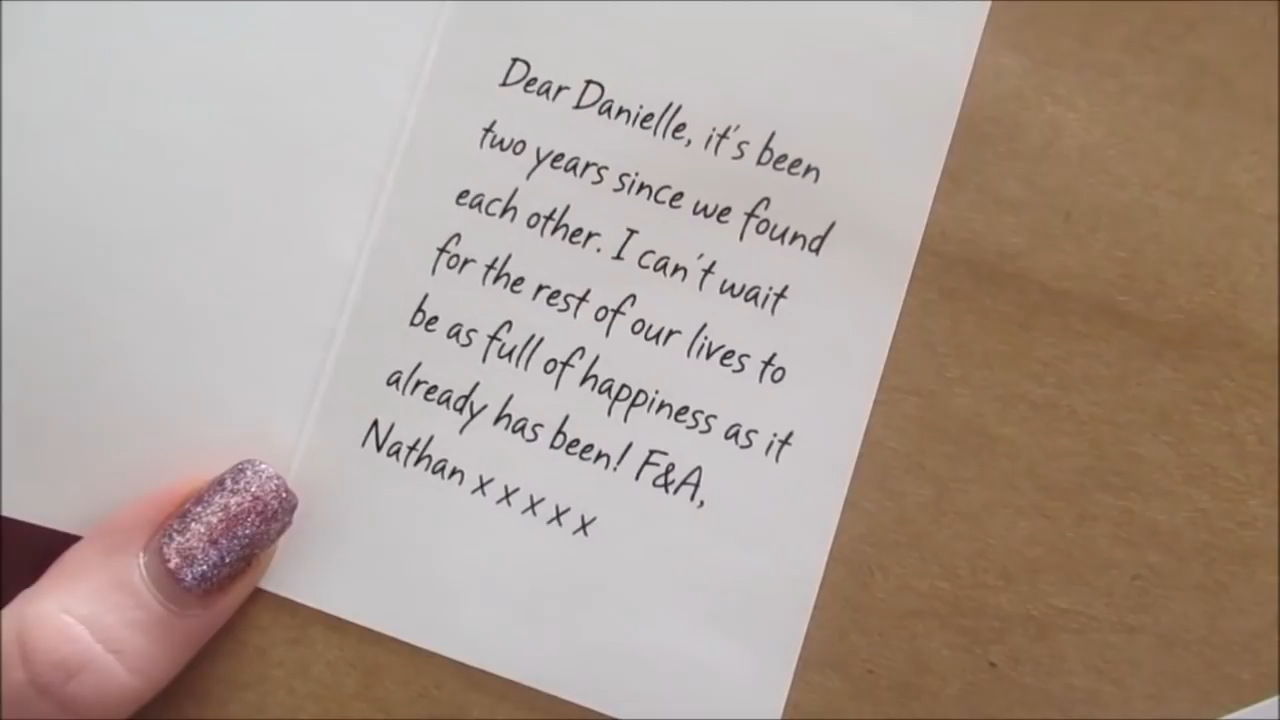 Dear Danielle, it's been
two years since we found
each other. I can't wait
for the rest of our lives to
be as full of happiness as it
already has been! F&A,
Nathan x x x x x